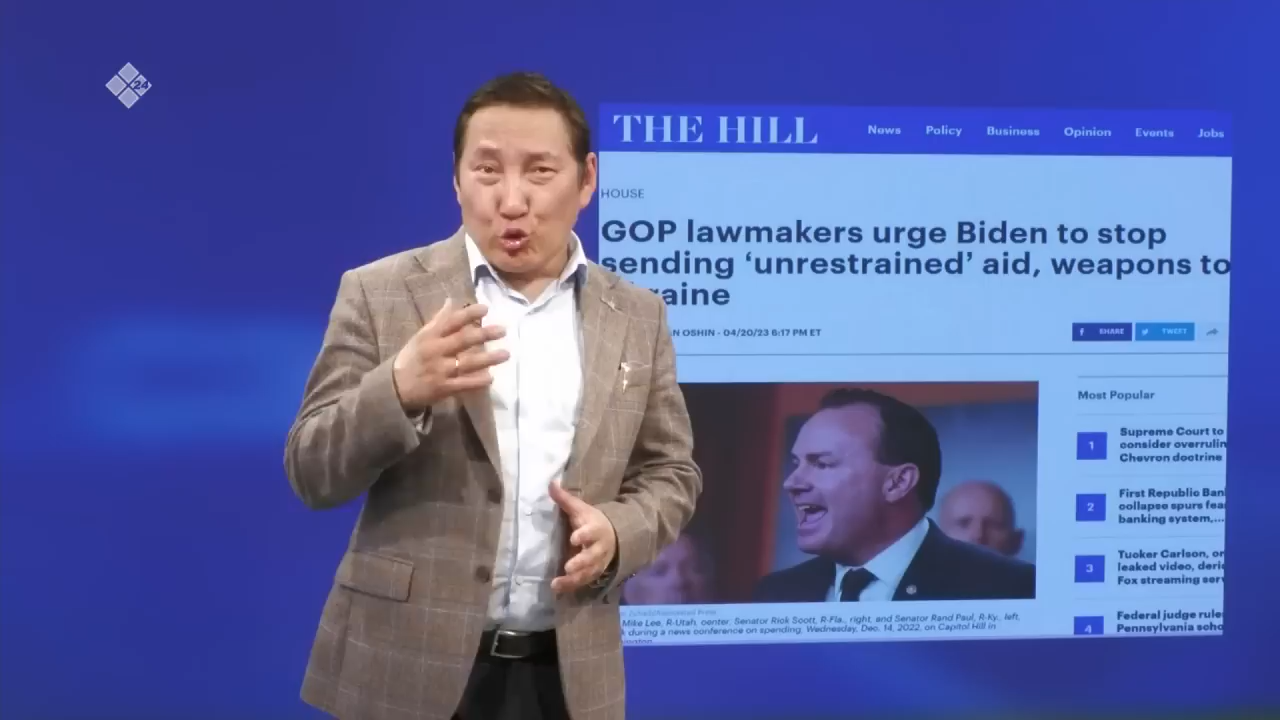 24
THE HILL
News Policy Business Opinion Events Jobs
HOUSE
GOP lawmakers urge Biden to stop
sending ‘unrestrained’ aid, weapons to
raine
N OSHIN - 04/20/23 6:17 PM ET
SHARE
TWEET
Most Popular
1
Supreme Court to
consider overrulin
Chevron doctrine
2
First Republic Ban
collapse spurs fea
banking system,...
3
Tucker Carlson, or
leaked video, deri
Fox streaming ser
4
Federal judge rule
Pennsylvania scho
Mike Lee, R-Utah, center, Senator Rick Scott, R-Fla., right, and Senator Rand Paul, R-Ky., left,
k during a news conference on spending, Wednesday, Dec. 14, 2022, on Capitol Hill in